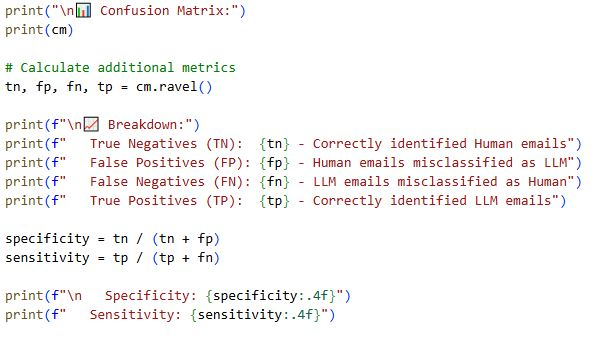 print("\n📊 Confusion Matrix:")
print(cm)
# Calculate additional metrics
tn, fp, fn, tp = cm.ravel()
print(f"\n📈 Breakdown:")
print(f"   True Negatives (TN):  {tn} - Correctly identified Human emails")
print(f"   False Positives (FP): {fp} - Human emails misclassified as LLM")
print(f"   False Negatives (FN): {fn} - LLM emails misclassified as Human")
print(f"   True Positives (TP):  {tp} - Correctly identified LLM emails")
specificity = tn / (tn + fp)
sensitivity = tp / (tp + fn)
print(f"\n   Specificity: {specificity:.4f}")
print(f"   Sensitivity: {sensitivity:.4f}")